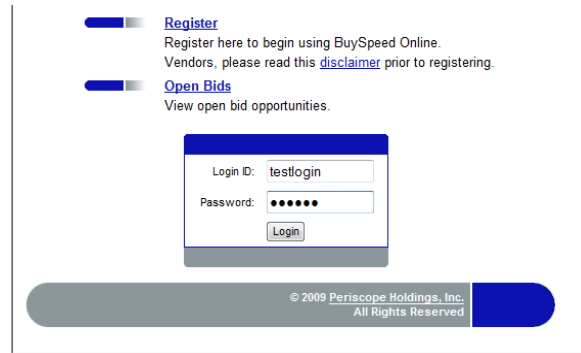 Register
Register here to begin using BuySpeed Online.
Vendors, please read this disclaimer prior to registering.
Open Bids
View open bid opportunities.
Login ID: testlogin
Password: ●●●●●●
Login
© 2009 Periscope Holdings, Inc.
All Rights Reserved